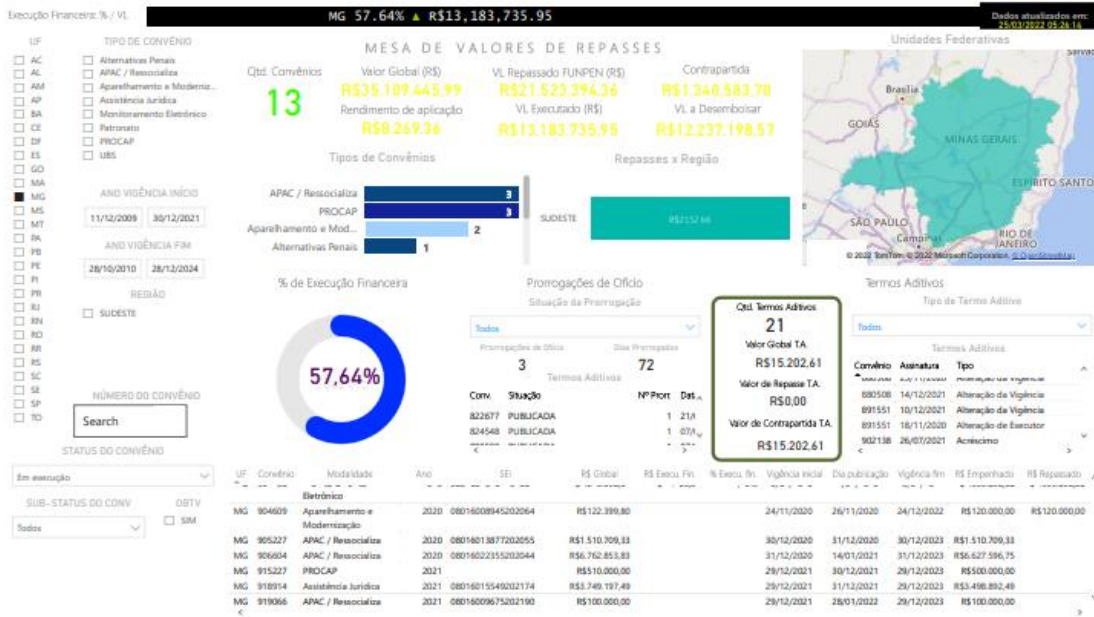 Execução Financeira: % / VL
MG 57.64% ▲ R$13,183,735.95
Dados atualizados em:
25/03/2022 05:26:14
UF
AC
AL
AM
AP
BA
CE
DF
ES
GO
MA
MG
MS
MT
PA
PB
PE
PI
PR
RJ
RN
RO
RR
RS
SC
SE
SP
TO
TIPO DE CONVÊNIO
Alternativas Penais
APAC / Ressocializa
Aparelhamento e Moderniz...
Assistência Jurídica
Monitoramento Eletrônico
Patronato
PROCAP
UBS
ANO VIGÊNCIA INÍCIO
11/12/2009 30/12/2021
ANO VIGÊNCIA FIM
28/10/2010 28/12/2024
REGIÃO
SUDESTE
NÚMERO DO CONVÊNIO
Search
STATUS DO CONVÊNIO
Em execução
SUB-STATUS DO CONV
Todos
OBTV
SIM
MESA DE VALORES DE REPASSES
Qtd. Convênios
13
Valor Global (R$)
R$35.109.445,99
VL Repassado FUNPEN (R$)
R$21.523.394,36
Contrapartida
R$1.348.583,78
Rendimento de aplicação
R$8.269,36
VL Executado (R$)
R$13.183.735,95
VL a Desembolsar
R$12.237.198,57
Tipos de Convênios
APAC / Ressocializa 3
PROCAP 3
Aparelhamento e Mod... 2
Alternativas Penais 1
Repasses x Região
SUDESTE
Unidades Federativas
Salvador
Brasília
GOIÁS
MINAS GERAIS
ESPÍRITO SANTO
SÃO PAULO
Campinas
RIO DE
JANEIRO
© 2022 TomTom, © 2022 Microsoft Corporation, © OpenStreetMap
% de Execução Financeira
57,64%
Prorrogações de Ofício
Situação da Prorrogação
Todos
Prorrogações de Ofício
3
Dias Prorrogados
72
Termos Aditivos
Conv. Situação Nº Prorr Dat
822677 PUBLICADA 1 21/
824548 PUBLICADA 1 07/
Qtd. Termos Aditivos
21
Valor Global T.A.
R$15.202,61
Valor de Repasse T.A.
R$0,00
Valor de Contrapartida T.A.
R$15.202,61
Termos Aditivos
Tipo de Termo Aditivo
Todos
Termos Aditivos
Convênio Assinatura Tipo
880508 14/12/2021 Alteração da Vigência
891551 10/12/2021 Alteração da Vigência
891551 18/11/2020 Alteração de Executor
902138 26/07/2021 Acréscimo
UF Convênio Modalidade Ano SEI R$ Global R$ Execu. Fin. % Execu. fin. Vigência inicial Dia publicação Vigência fim R$ Empenhado R$ Repassado
Eletrônico
MG 904609 Aparelhamento e 2020 08016008945202064 R$122.399,80 24/11/2020 26/11/2020 24/12/2022 R$120.000,00 R$120.000,00
Modernização
MG 905227 APAC / Ressocializa 2020 08016013877202055 R$1.510.709,33 30/12/2020 31/12/2020 30/12/2023 R$1.510.709,33
MG 906604 APAC / Ressocializa 2020 08016022355202044 R$6.762.853,83 31/12/2020 14/01/2021 31/12/2023 R$6.627.596,75
MG 915227 PROCAP 2021 R$510.000,00 29/12/2021 30/12/2021 29/12/2023 R$500.000,00
MG 918914 Assistência Jurídica 2021 08016015549202174 R$3.749.197,49 29/12/2021 31/12/2021 29/12/2023 R$3.498.892,49
MG 919066 APAC / Ressocializa 2021 08016009675202190 R$100.000,00 29/12/2021 28/01/2022 29/12/2023 R$100.000,00